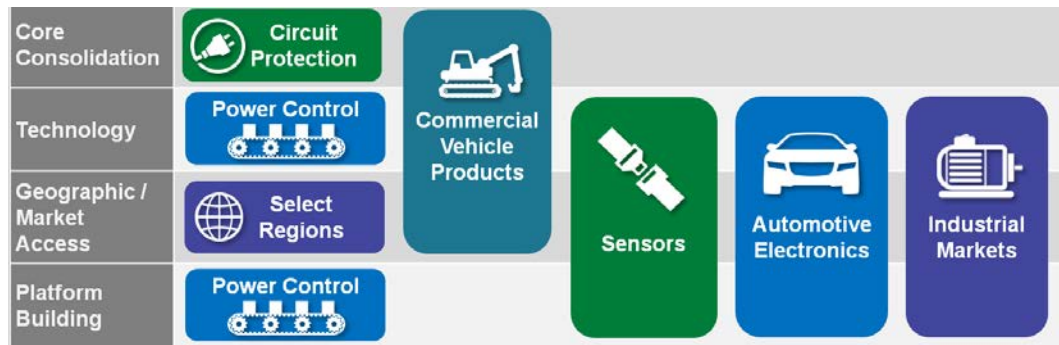 Core
Consolidation
Circuit
Protection
Technology
Power Control
Commercial
Vehicle
Products
Geographic /
Market
Access
Select
Regions
Sensors
Automotive
Electronics
Industrial
Markets
Platform
Building
Power Control